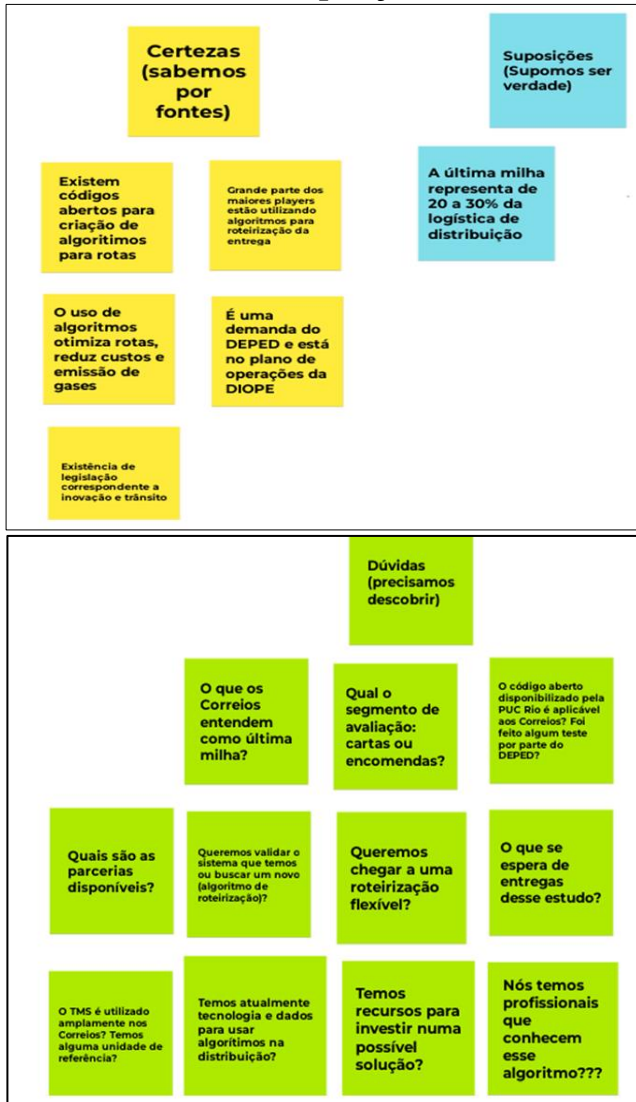 Certezas
(sabemos
por
fontes)
Suposições
(Supomos ser
verdade)
Existem
códigos
abertos para
criação de
algoritimos
para rotas
Grande parte dos
maiores players
estão utilizando
algoritmos para
roteirização da
entrega
A última milha
representa de
20 a 30% da
logística de
distribuição
O uso de
algoritmos
otimiza rotas,
reduz custos e
emissão de
gases
É uma
demanda do
DEPED e está
no plano de
operações da
DIOPE
Existência de
legislação
correspondente a
inovação e trânsito
Dúvidas
(precisamos
descobrir)
O que os
Correios
entendem
como última
milha?
Qual o
segmento de
avaliação:
cartas ou
encomendas?
O código aberto
disponibilizado pela
PUC Rio é aplicável
aos Correios? Foi
feito algum teste
por parte do
DEPED?
Quais são as
parcerias
disponíveis?
Queremos validar o
sistema que temos
ou buscar um novo
(algoritmo de
roteirização)?
Queremos
chegar a uma
roteirização
flexível?
O que se
espera de
entregas
desse estudo?
O TMS é utilizado
amplamente nos
Correios? Temos
alguma unidade de
referência?
Temos atualmente
tecnologia e dados
para usar
algorítimos na
distribuição?
Temos
recursos para
investir numa
possível
solução?
Nós temos
profissionais
que
conhecem
esse
algoritmo???